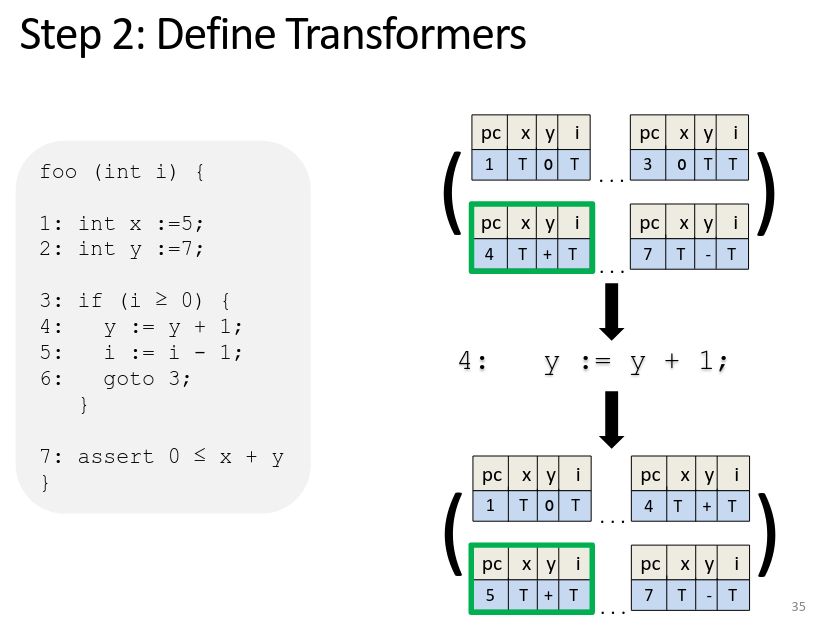 Step 2: Define Transformers
foo (int i) {
1: int x :=5;
2: int y :=7;
3: if (i ≥ 0) {
4:   y := y + 1;
5:   i := i - 1;
6:   goto 3;
}
7: assert 0 ≤ x + y
}
( pc x y i ... pc x y i )
1 T 0 T ... 3 0 T T
pc x y i pc x y i
4 T + T ... 7 T - T
4:   y := y + 1;
( pc x y i ... pc x y i )
1 T 0 T ... 4 T + T
pc x y i pc x y i
5 T + T ... 7 T - T
35